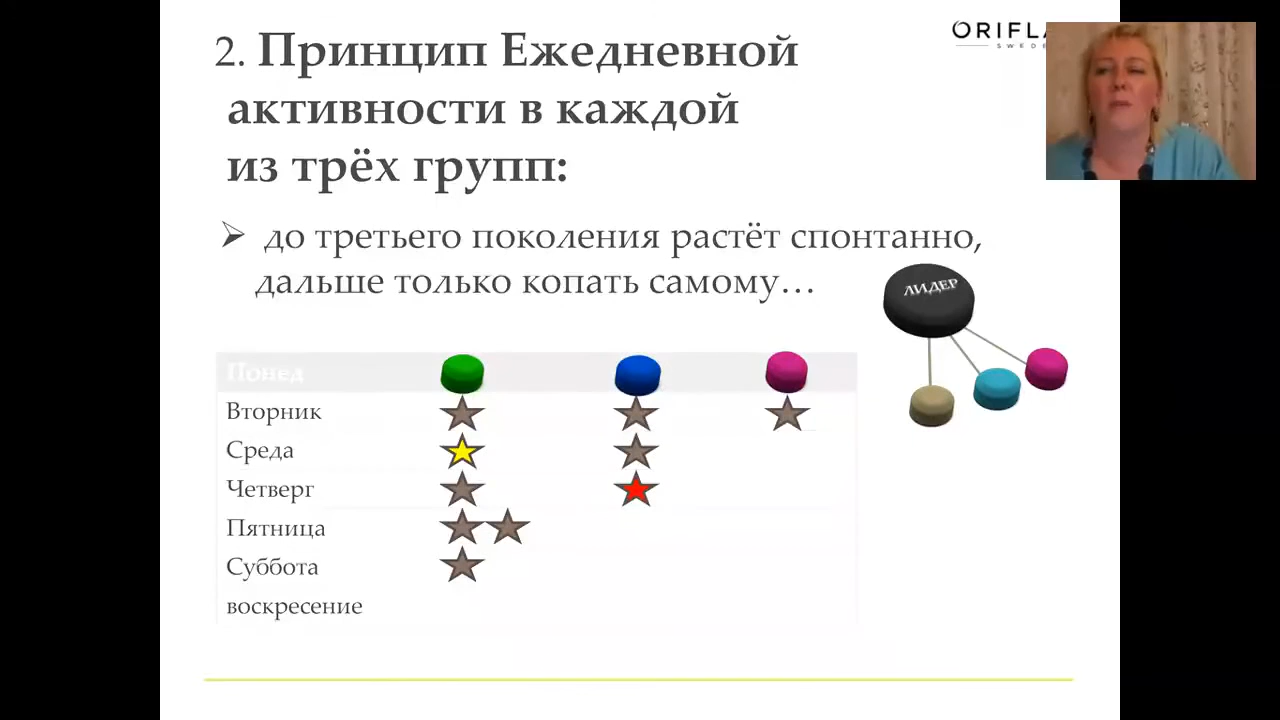 2. Принцип Ежедневной
активности в каждой
из трёх групп:
до третьего поколения растёт спонтанно,
дальше только копать самому…
ORIFLA
SWEDE
ЛИДЕР
Понед
Вторник
Среда
Четверг
Пятница
Суббота
воскресение